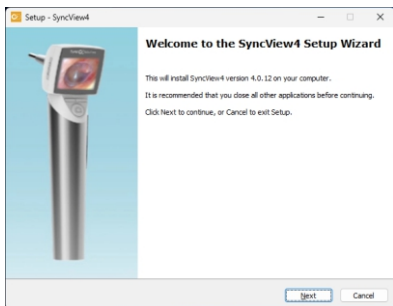 Setup - SyncView4
Welcome to the SyncView4 Setup Wizard
This will install SyncView4 version 4.0.12 on your computer.
It is recommended that you close all other applications before continuing.
Click Next to continue, or Cancel to exit Setup.
Next
Cancel